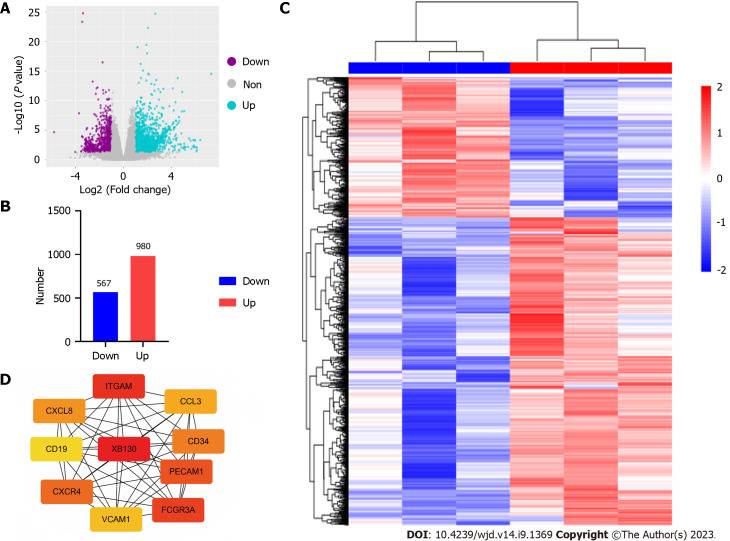 A
25
20
15
10
5
0
-Log10 (P value)
-4
0
4
Log2 (Fold change)
Down
Non
Up
B
1500
1000
500
0
Number
567
980
Down
Up
Down
Up
C
2
1
0
-1
-2
D
ITGAM
CXCL8
CCL3
CD19
XB130
CD34
PECAM1
CXCR4
VCAM1
FCGR3A
DOI: 10.4239/wjd.v14.i9.1369 Copyright ©The Author(s) 2023.